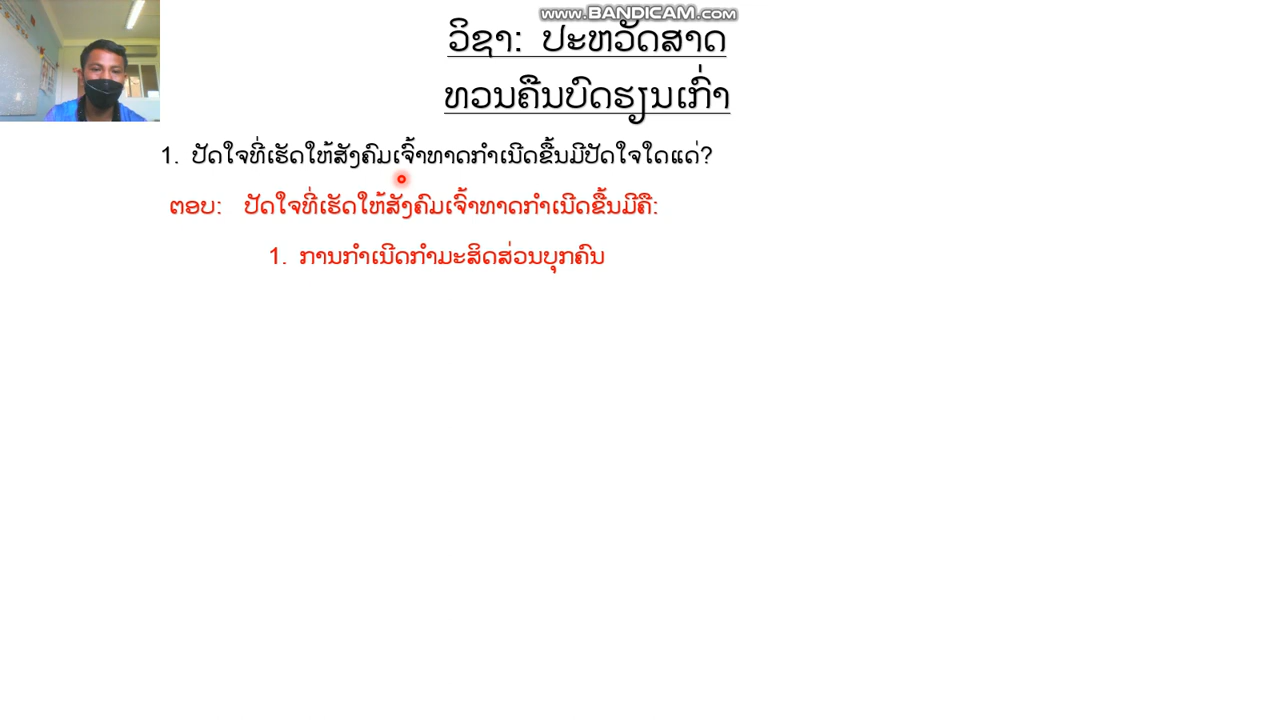 www.BANDICAM.com
ວິຊາ: ປະຫວັດສາດ
ທວນຄືນບົດຮຽນເກົ່າ
1. ປັດໃຈທີ່ເຮັດໃຫ້ສັງຄົມເຈົ້າທາດກຳເນີດຂຶ້ນມີປັດໃຈໃດແດ່?
ຕອບ: ປັດໃຈທີ່ເຮັດໃຫ້ສັງຄົມເຈົ້າທາດກຳເນີດຂຶ້ນມີຄື:
1. ການກຳເນີດກຳມະສິດສ່ວນບຸກຄົນ